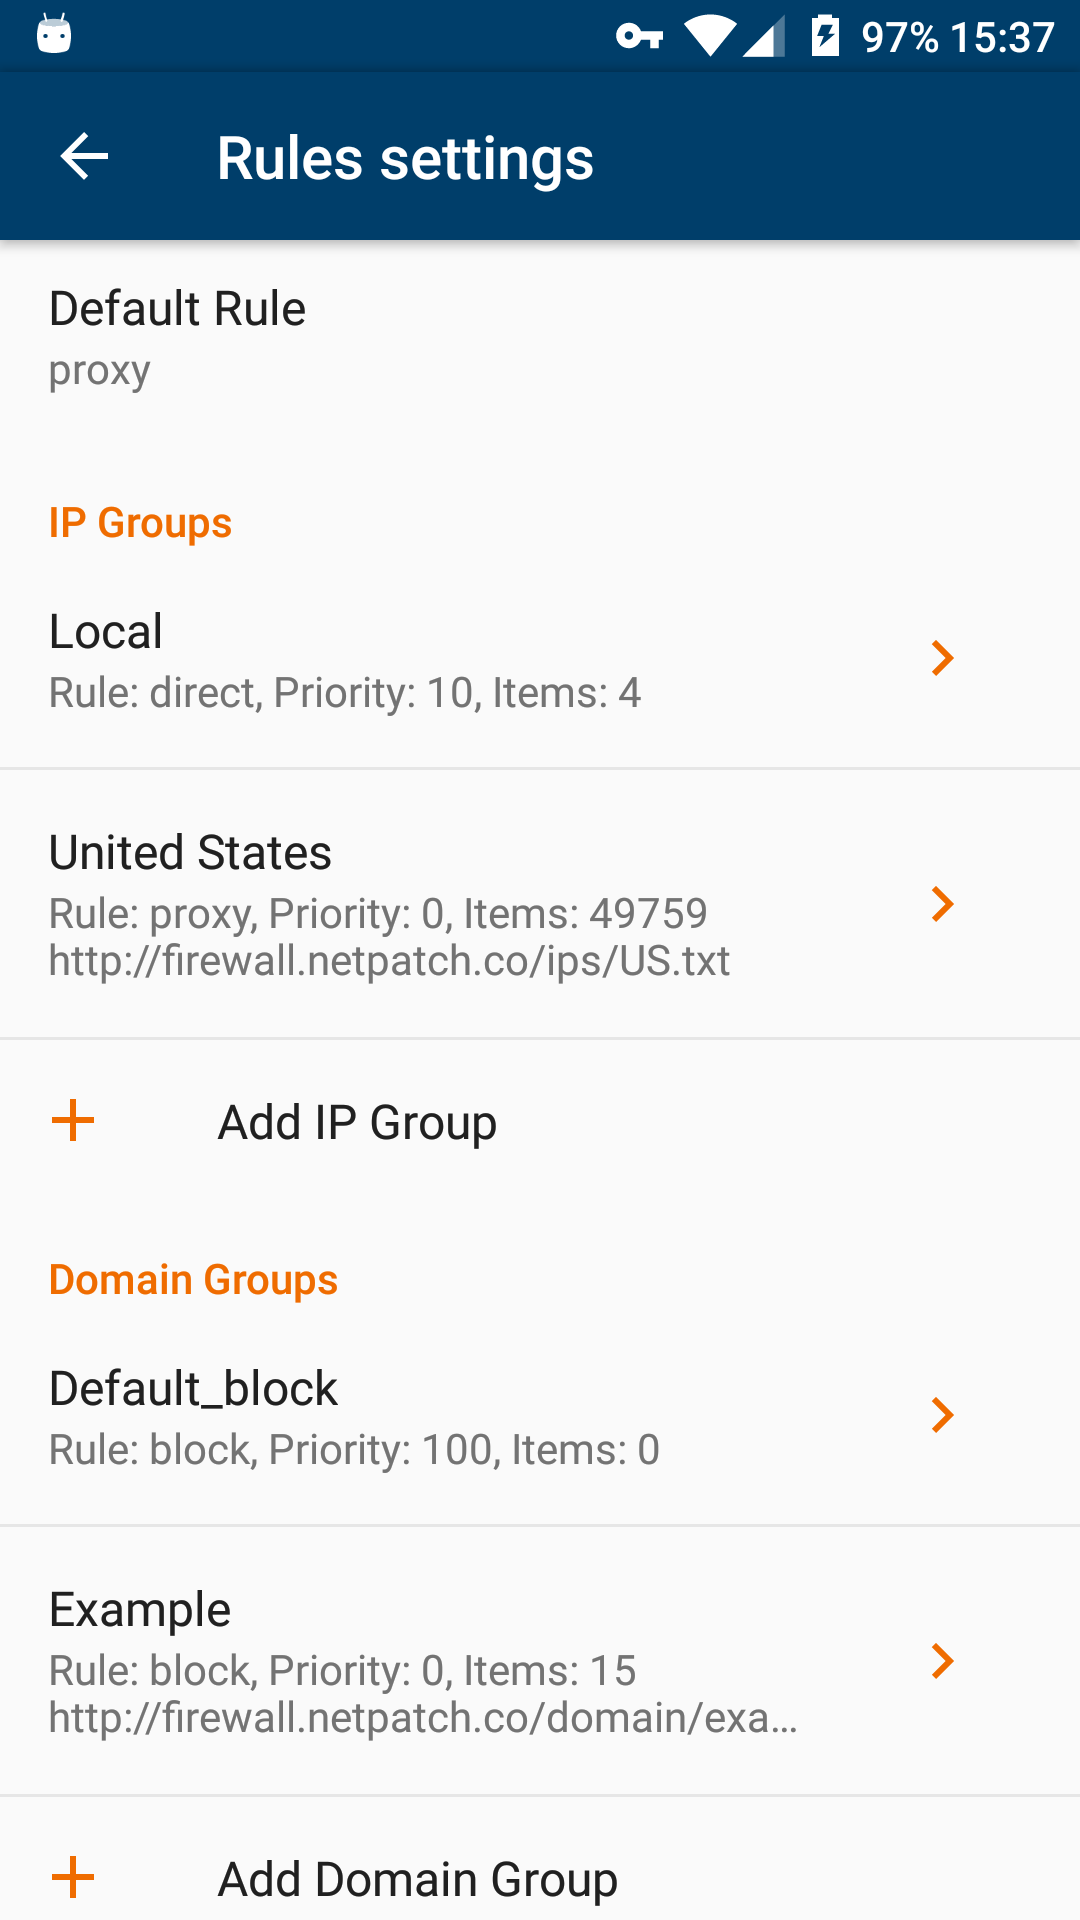 97% 15:37
Rules settings
Default Rule
proxy
IP Groups
Local
Rule: direct, Priority: 10, Items: 4
United States
Rule: proxy, Priority: 0, Items: 49759
http://firewall.netpatch.co/ips/US.txt
Add IP Group
Domain Groups
Default_block
Rule: block, Priority: 100, Items: 0
Example
Rule: block, Priority: 0, Items: 15
http://firewall.netpatch.co/domain/exa...
Add Domain Group